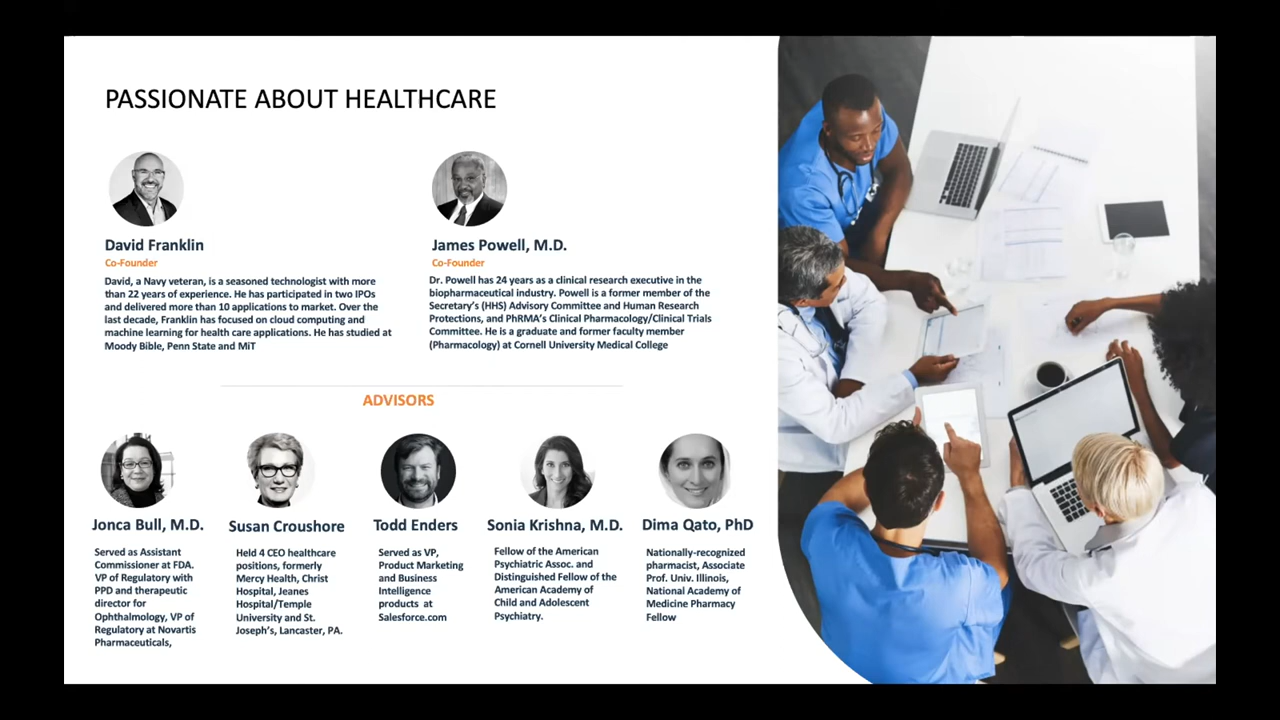 PASSIONATE ABOUT HEALTHCARE
David Franklin
Co-Founder
David, a Navy veteran, is a seasoned technologist with more
than 22 years of experience. He has participated in two IPOs
and delivered more than 10 applications to market. Over the
last decade, Franklin has focused on cloud computing and
machine learning for health care applications. He has studied at
Moody Bible, Penn State and MiT
James Powell, M.D.
Co-Founder
Dr. Powell has 24 years as a clinical research executive in the
biopharmaceutical industry. Powell is a former member of the
Secretary's (HHS) Advisory Committee and Human Research
Protections, and PhRMA's Clinical Pharmacology/Clinical Trials
Committee. He is a graduate and former faculty member
(Pharmacology) at Cornell University Medical College
ADVISORS
Jonca Bull, M.D.
Served as Assistant
Commissioner at FDA.
VP of Regulatory with
PPD and therapeutic
director for
Ophthalmology, VP of
Regulatory at Novartis
Pharmaceuticals,
Susan Croushore
Held 4 CEO healthcare
positions, formerly
Mercy Health, Christ
Hospital, Jeanes
Hospital/Temple
University and St.
Joseph's, Lancaster, PA.
Todd Enders
Served as VP,
Product Marketing
and Business
Intelligence
products at
Salesforce.com
Sonia Krishna, M.D.
Fellow of the American
Psychiatric Assoc. and
Distinguished Fellow of the
American Academy of
Child and Adolescent
Psychiatry.
Dima Qato, PhD
Nationally-recognized
pharmacist, Associate
Prof. Univ. Illinois,
National Academy of
Medicine Pharmacy
Fellow